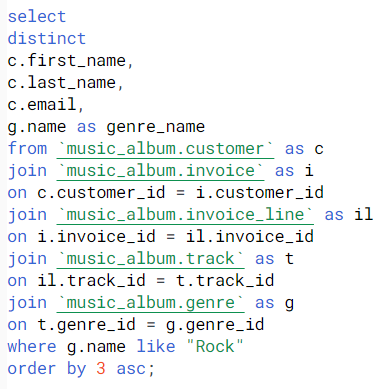 select
distinct
c.first_name,
c.last_name,
c.email,
g.name as genre_name
from `music_album.customer` as c
join `music_album.invoice` as i
on c.customer_id = i.customer_id
join `music_album.invoice_line` as il
on i.invoice_id = il.invoice_id
join `music_album.track` as t
on il.track_id = t.track_id
join `music_album.genre` as g
on t.genre_id = g.genre_id
where g.name like "Rock"
order by 3 asc;